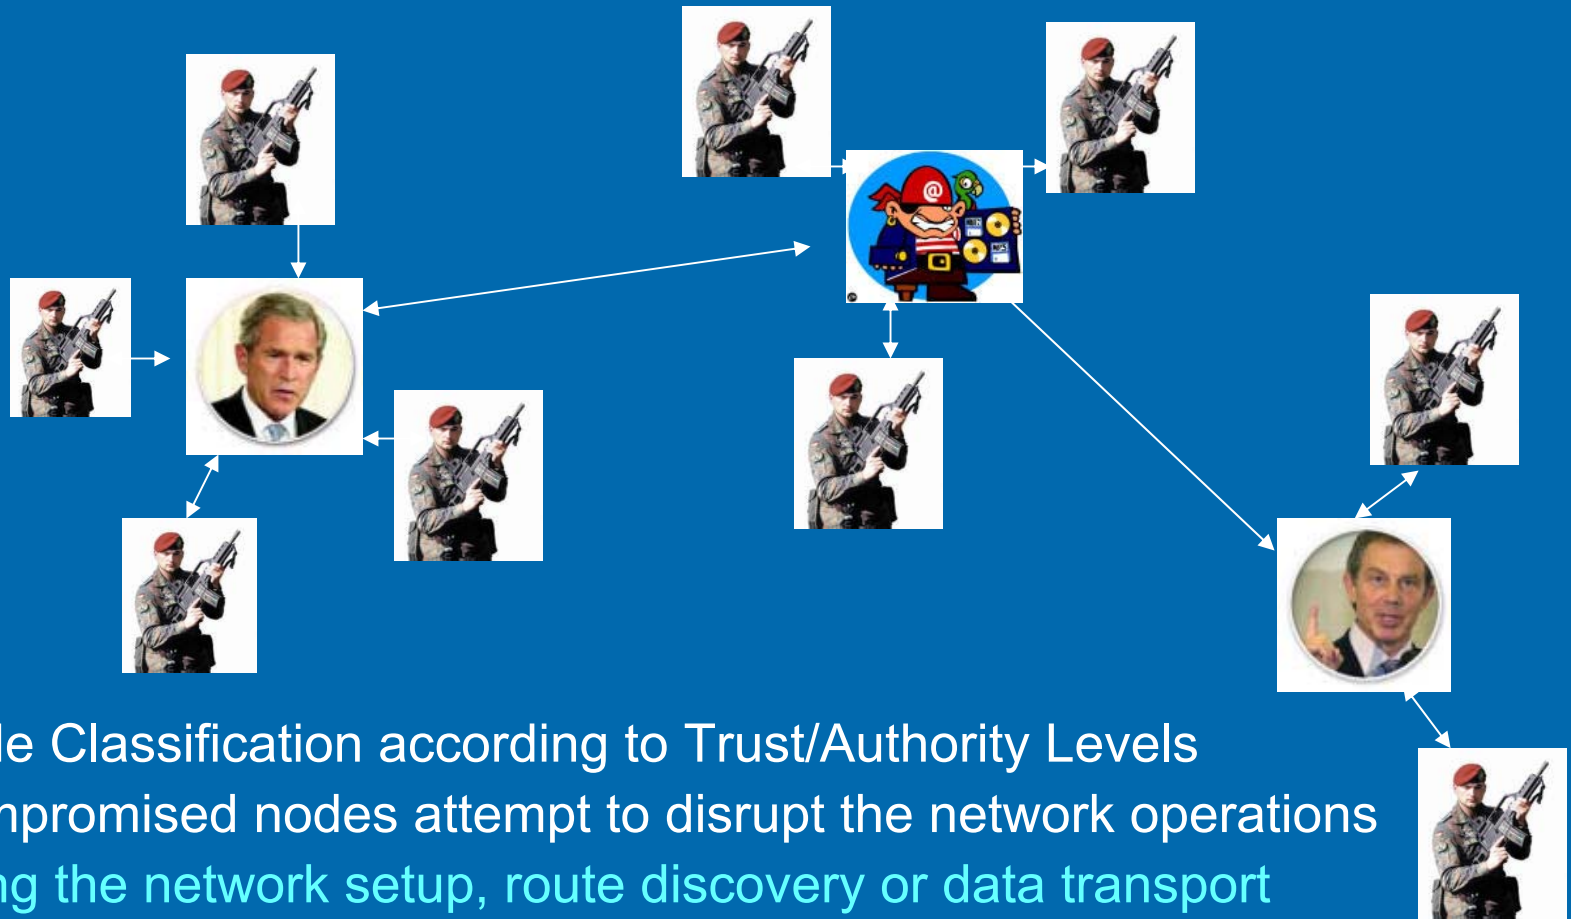 @
le Classification according to Trust/Authority Levels
mpromised nodes attempt to disrupt the network operations
ng the network setup, route discovery or data transport